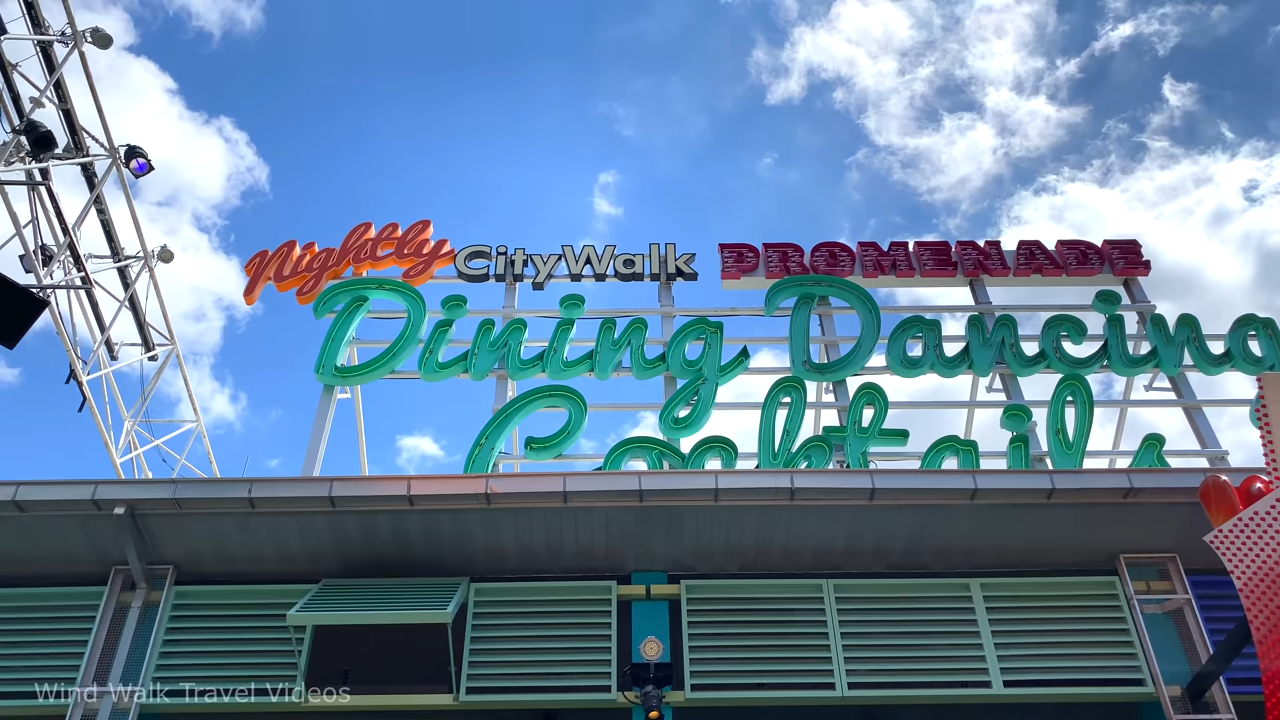 Nightly CityWalk PROMENADE
Dining Dancing
Cocktails
Wind Walk Travel Videos